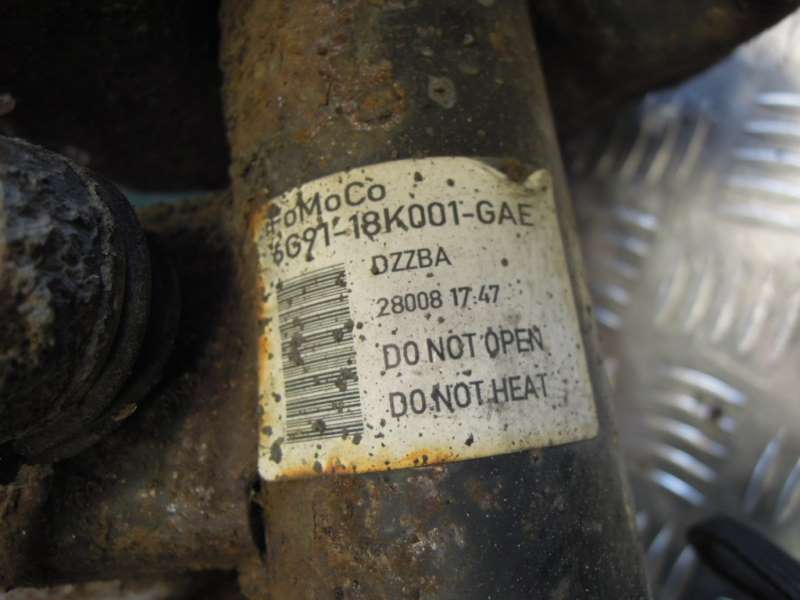 FoMoCo
6G91-18K001-GAE
DZZBA
28008 17:47
DO NOT OPEN
DO NOT HEAT